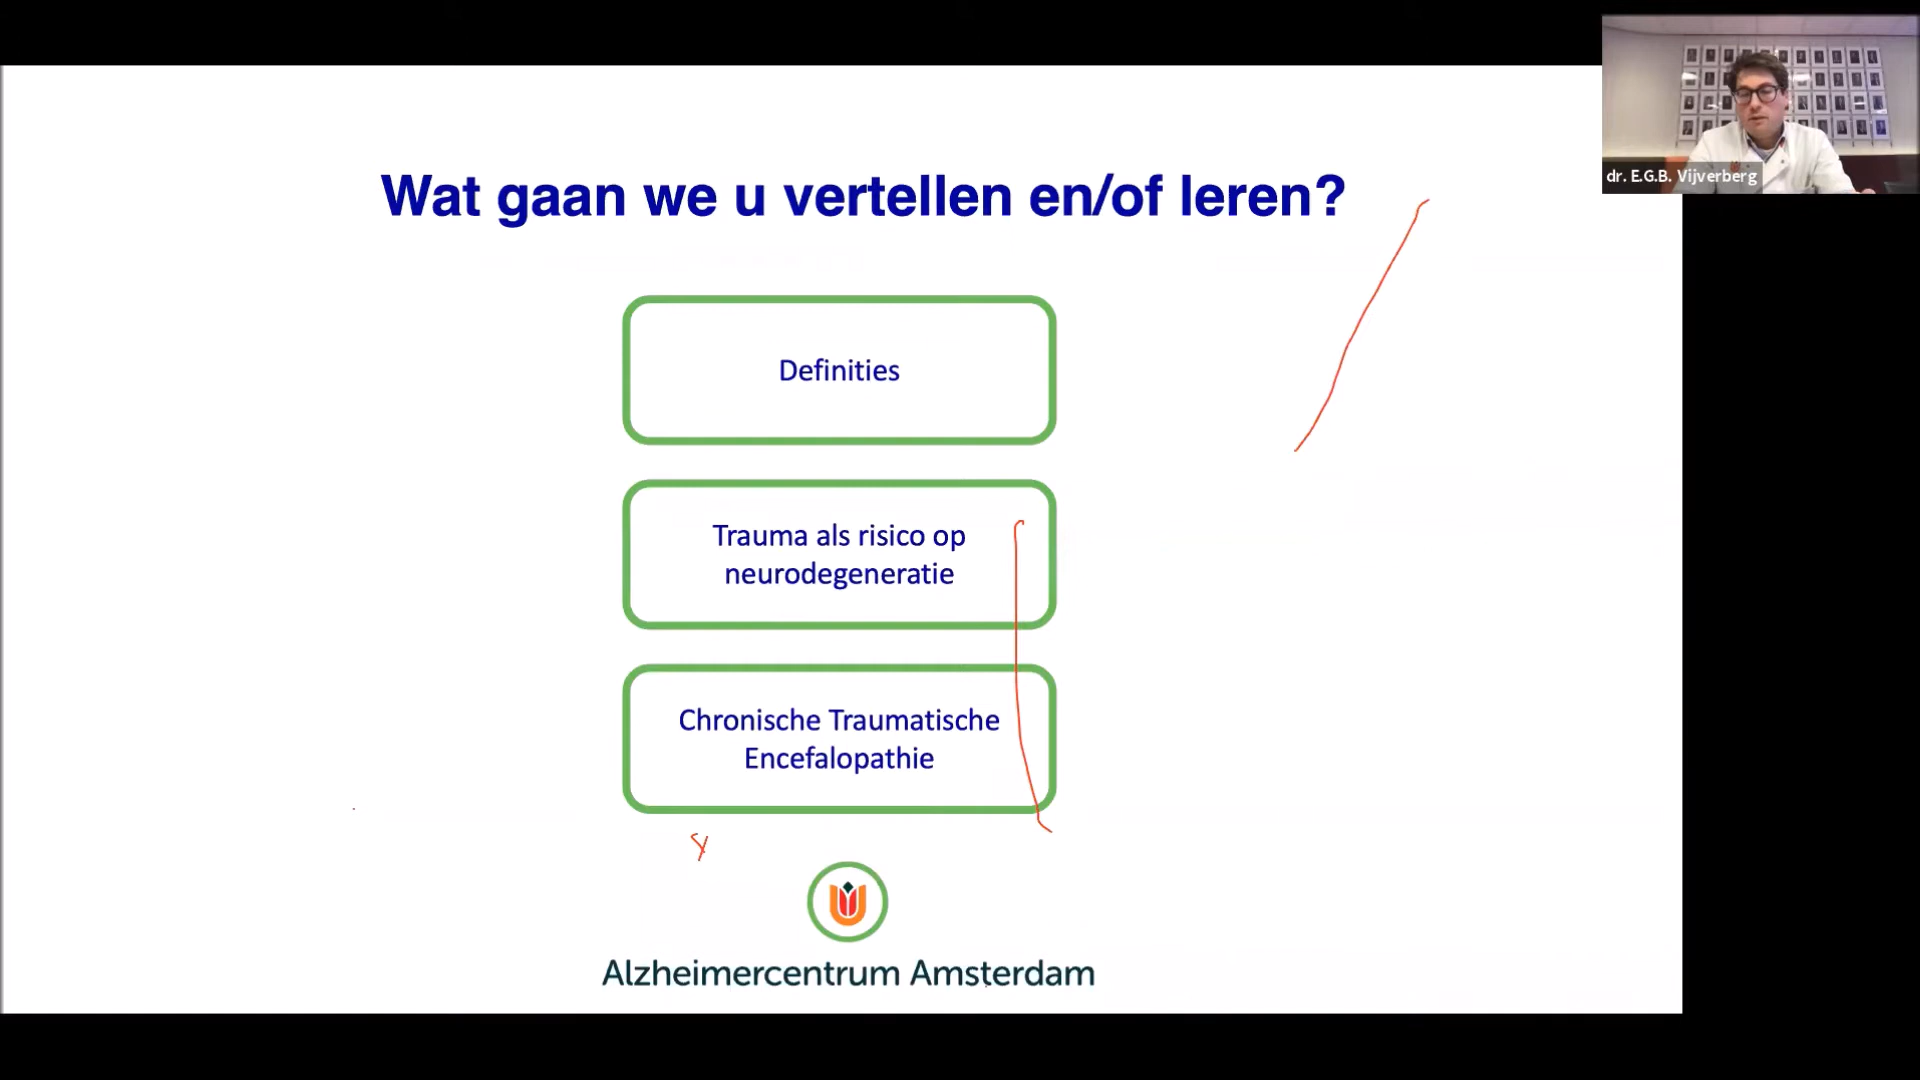 Wat gaan we u vertellen en/of leren?
dr. E.G.B. Vijverberg
Definities
Trauma als risico op
neurodegeneratie
Chronische Traumatische
Encefalopathie
Alzheimercentrum Amsterdam